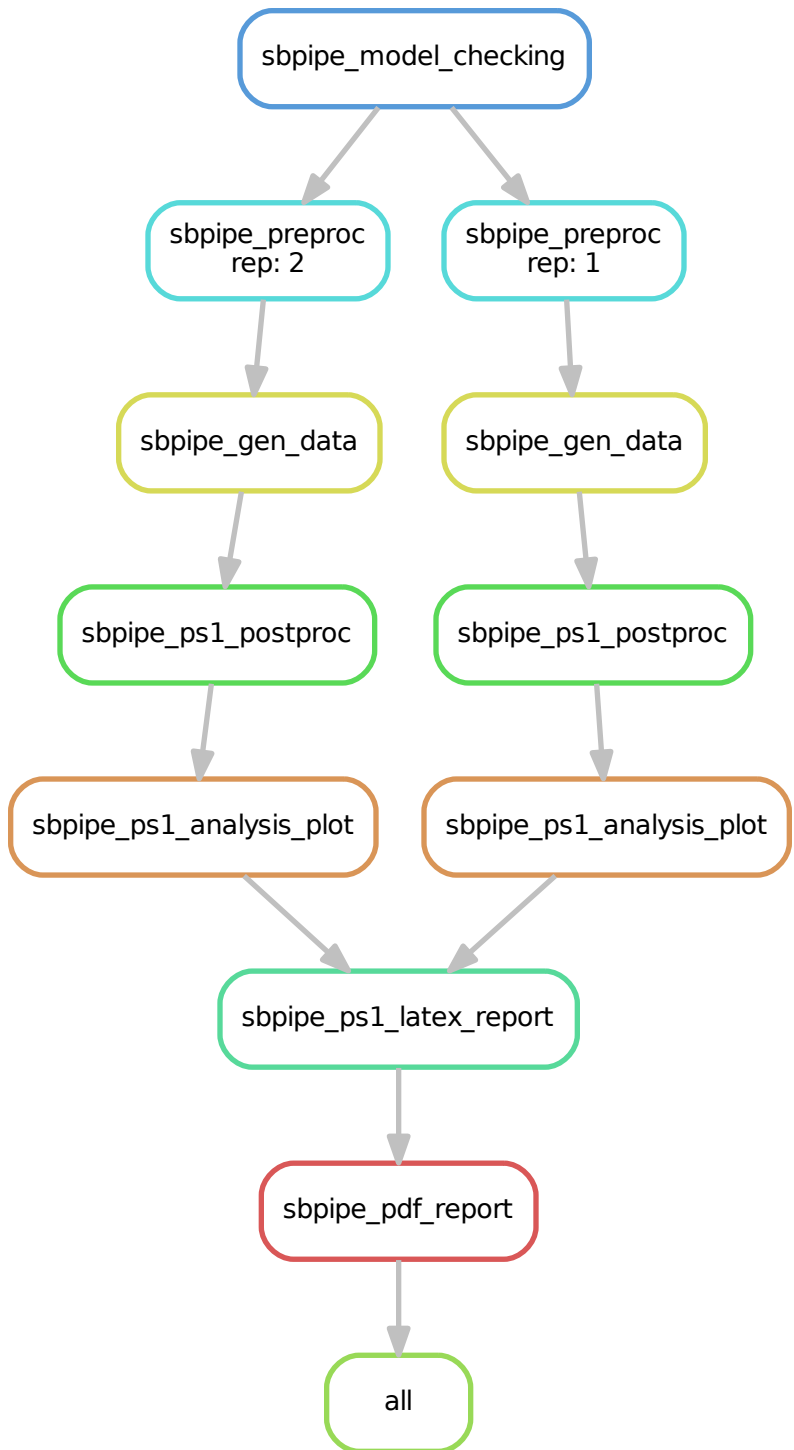 sbpipe_model_checking
sbpipe_preproc
rep: 2
sbpipe_preproc
rep: 1
sbpipe_gen_data
sbpipe_gen_data
sbpipe_ps1_postproc
sbpipe_ps1_postproc
sbpipe_ps1_analysis_plot
sbpipe_ps1_analysis_plot
sbpipe_ps1_latex_report
sbpipe_pdf_report
all